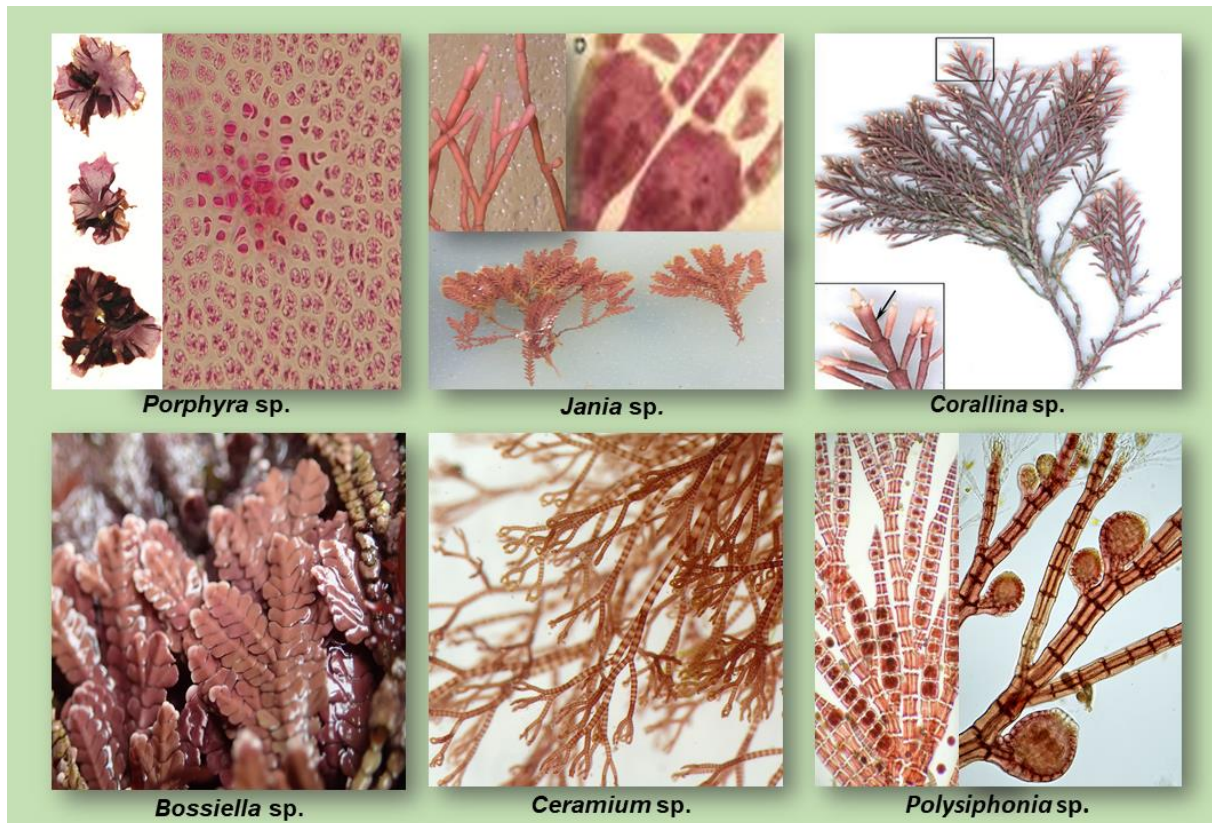 Porphyra sp.
Jania sp.
Corallina sp.
Bossiella sp.
Ceramium sp.
Polysiphonia sp.